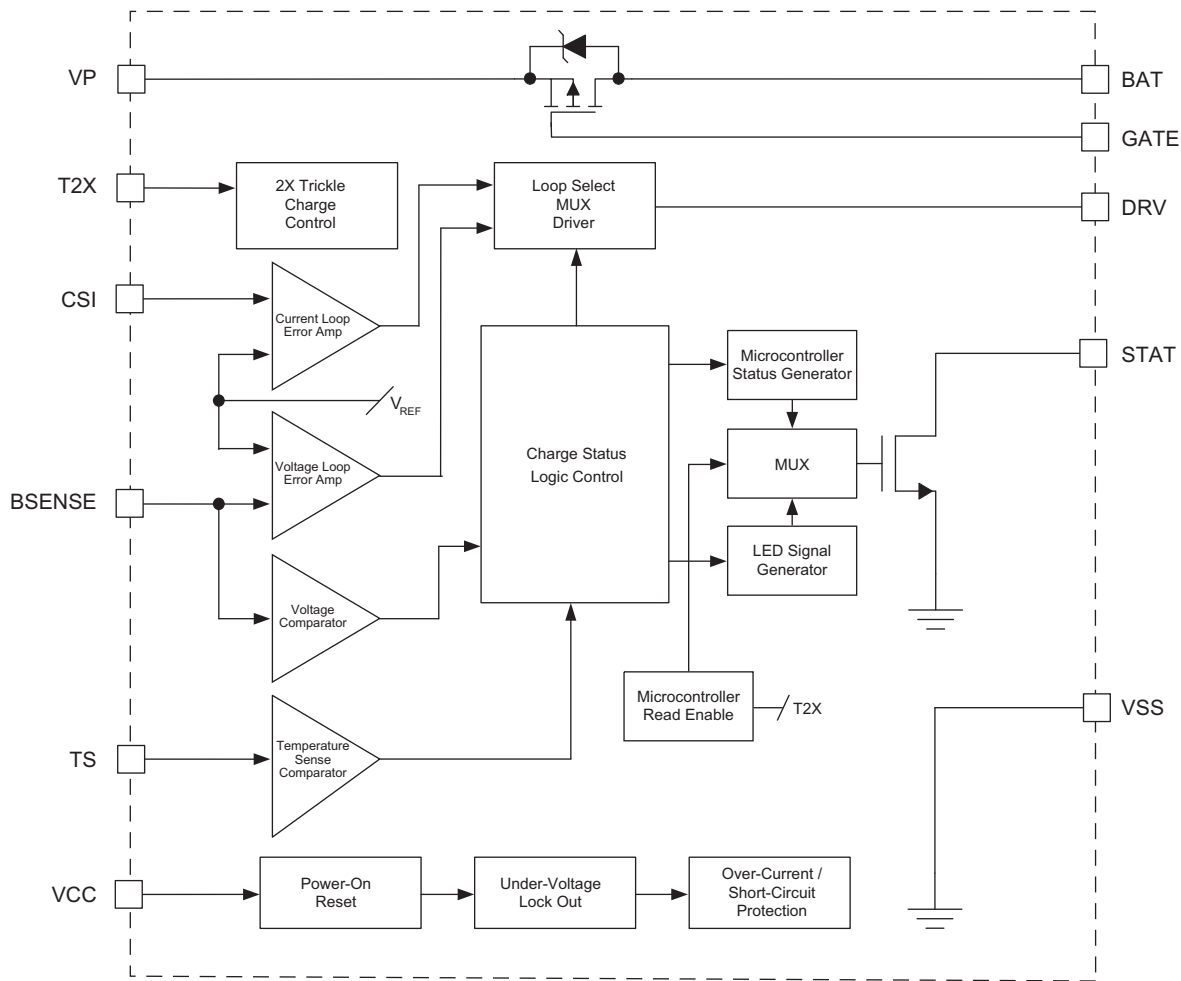 VP
BAT
GATE
T2X
2X Trickle
Charge
Control
Loop Select
MUX
Driver
DRV
CSI
Current Loop
Error Amp
VREF
Microcontroller
Status Generator
STAT
Voltage Loop
Error Amp
Charge Status
Logic Control
MUX
BSENSE
LED Signal
Generator
Voltage
Comparator
Microcontroller
Read Enable
T2X
VSS
TS
Temperature
Sense
Comparator
VCC
Power-On
Reset
Under-Voltage
Lock Out
Over-Current /
Short-Circuit
Protection